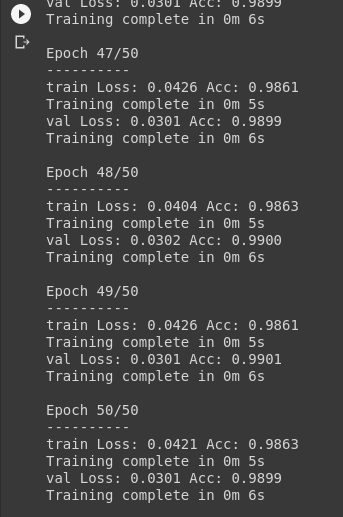 val Loss: 0.0301 Acc: 0.9899
Training complete in 0m 6s
Epoch 47/50
----------
train Loss: 0.0426 Acc: 0.9861
Training complete in 0m 5s
val Loss: 0.0301 Acc: 0.9899
Training complete in 0m 6s
Epoch 48/50
----------
train Loss: 0.0404 Acc: 0.9863
Training complete in 0m 5s
val Loss: 0.0302 Acc: 0.9900
Training complete in 0m 6s
Epoch 49/50
----------
train Loss: 0.0426 Acc: 0.9861
Training complete in 0m 5s
val Loss: 0.0301 Acc: 0.9901
Training complete in 0m 6s
Epoch 50/50
----------
train Loss: 0.0421 Acc: 0.9863
Training complete in 0m 5s
val Loss: 0.0301 Acc: 0.9899
Training complete in 0m 6s